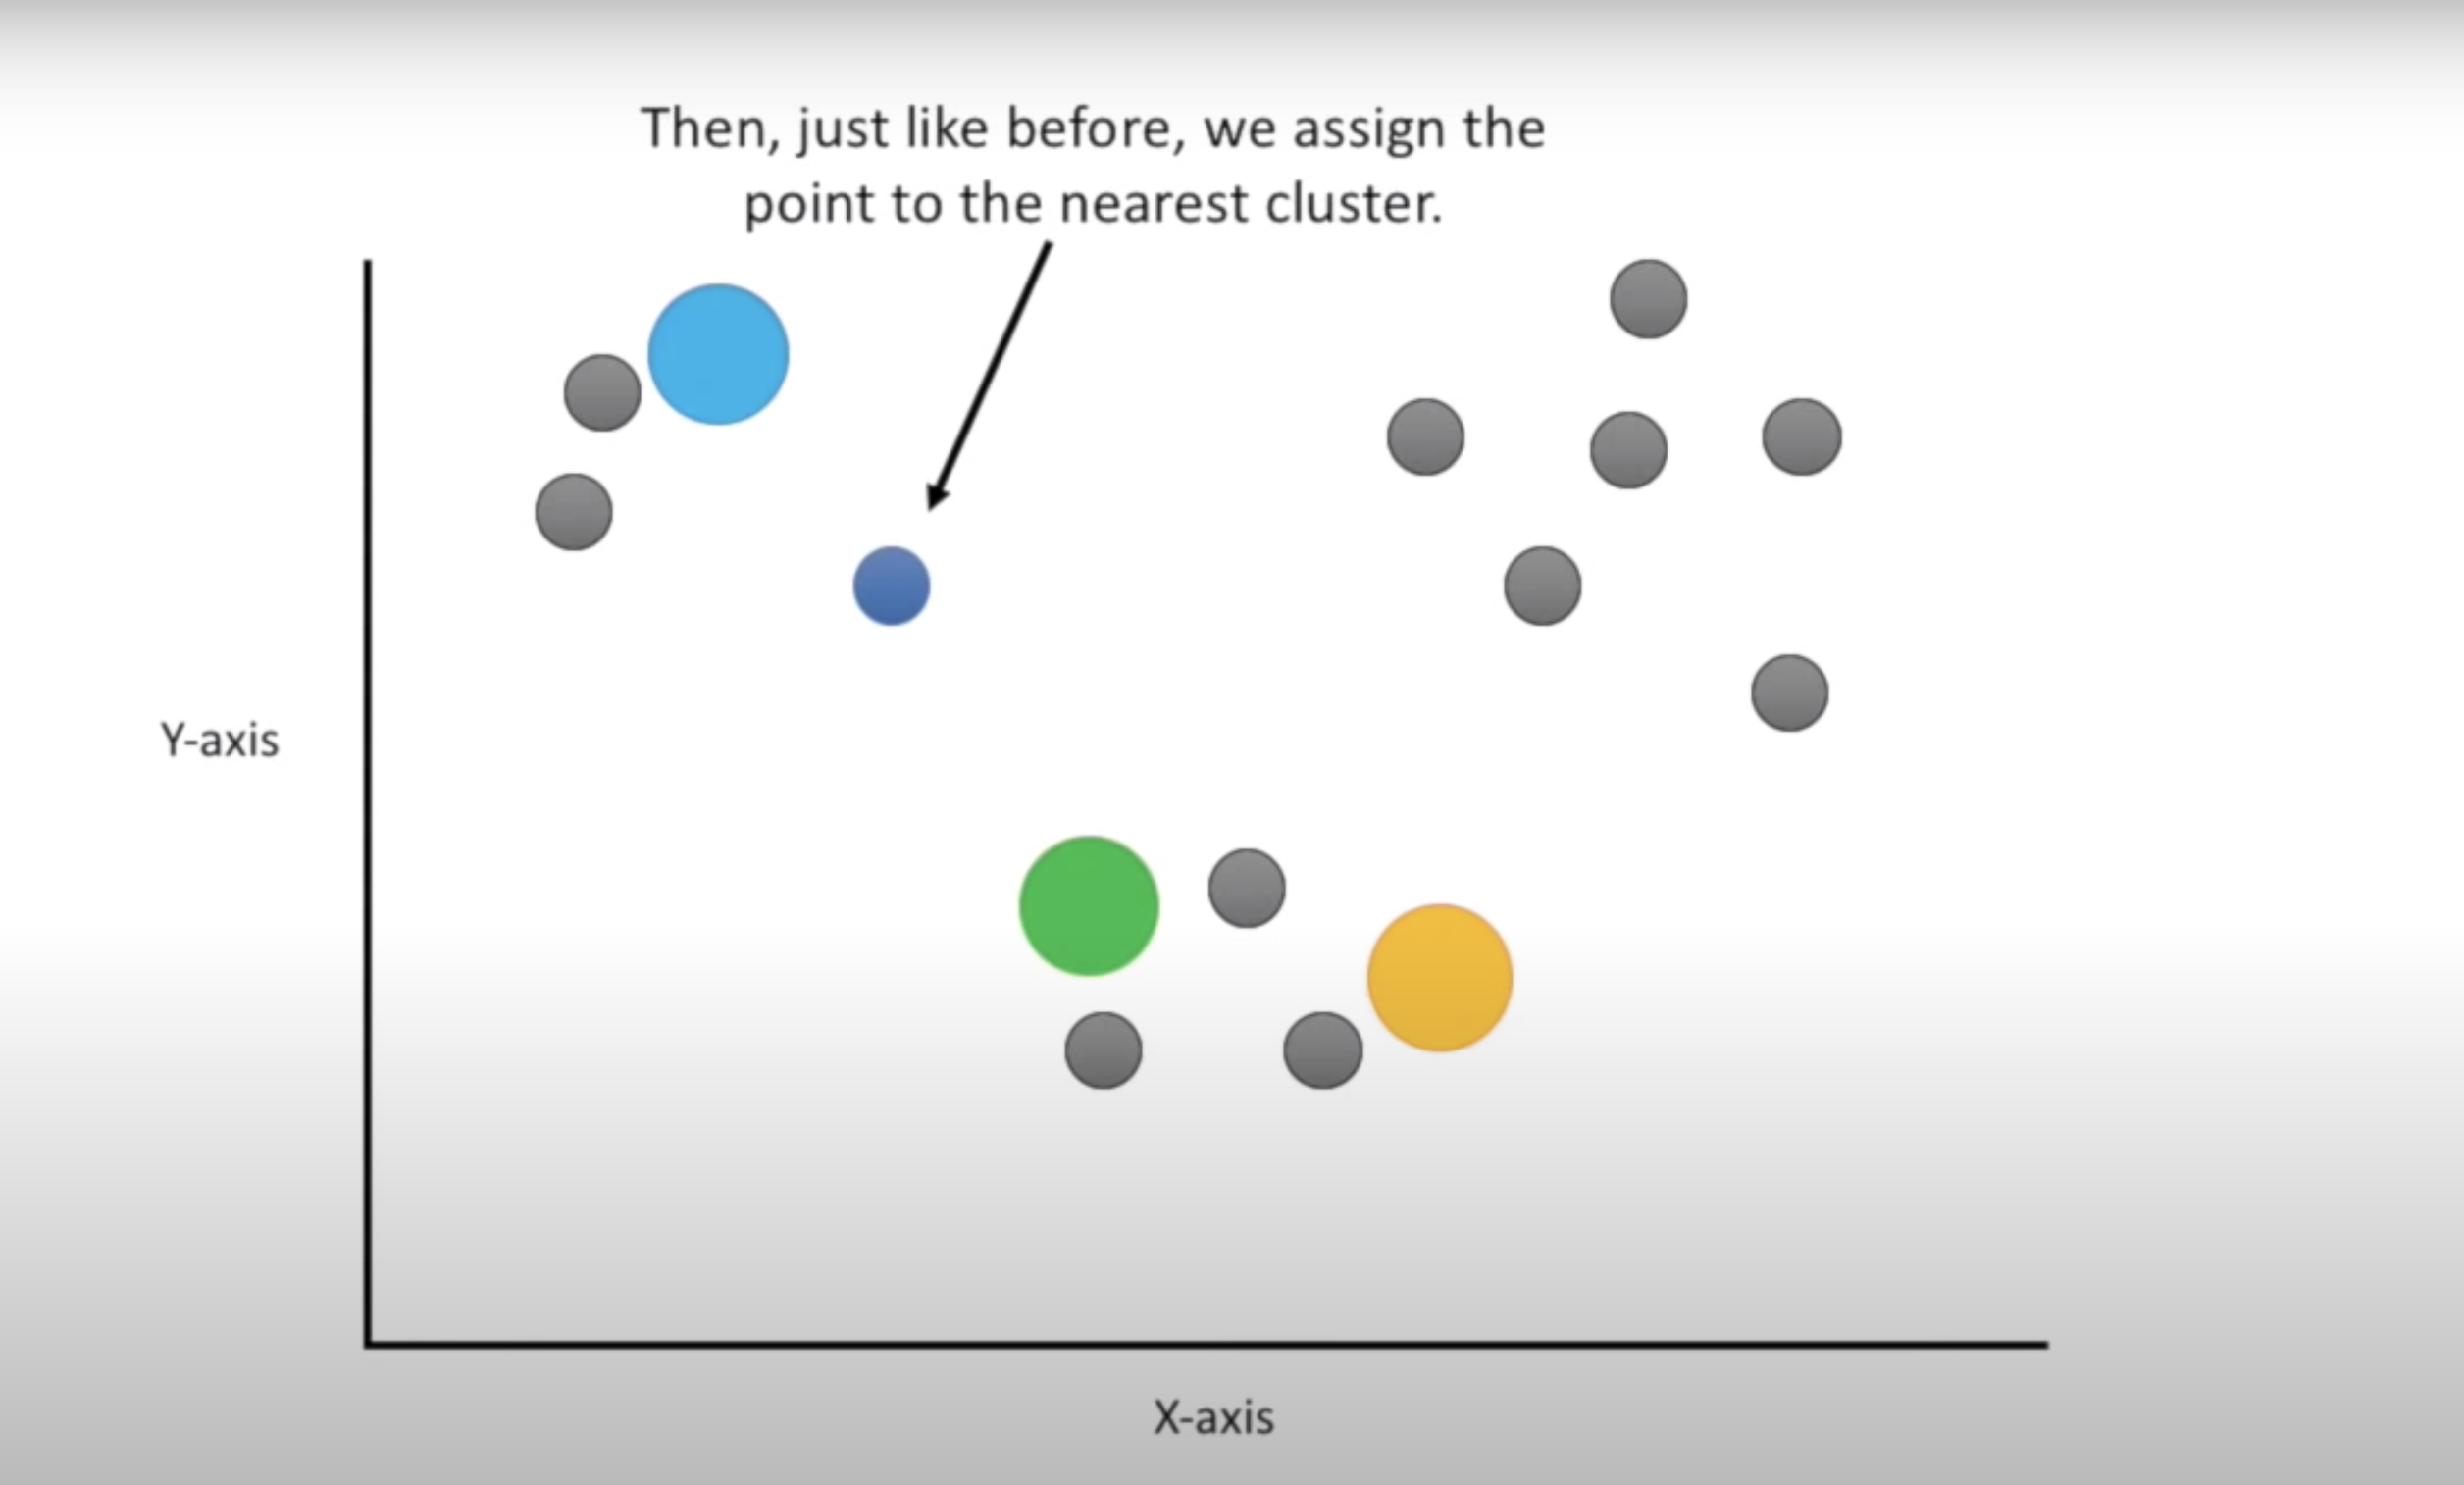 Then, just like before, we assign the
point to the nearest cluster.
Y-axis
X-axis